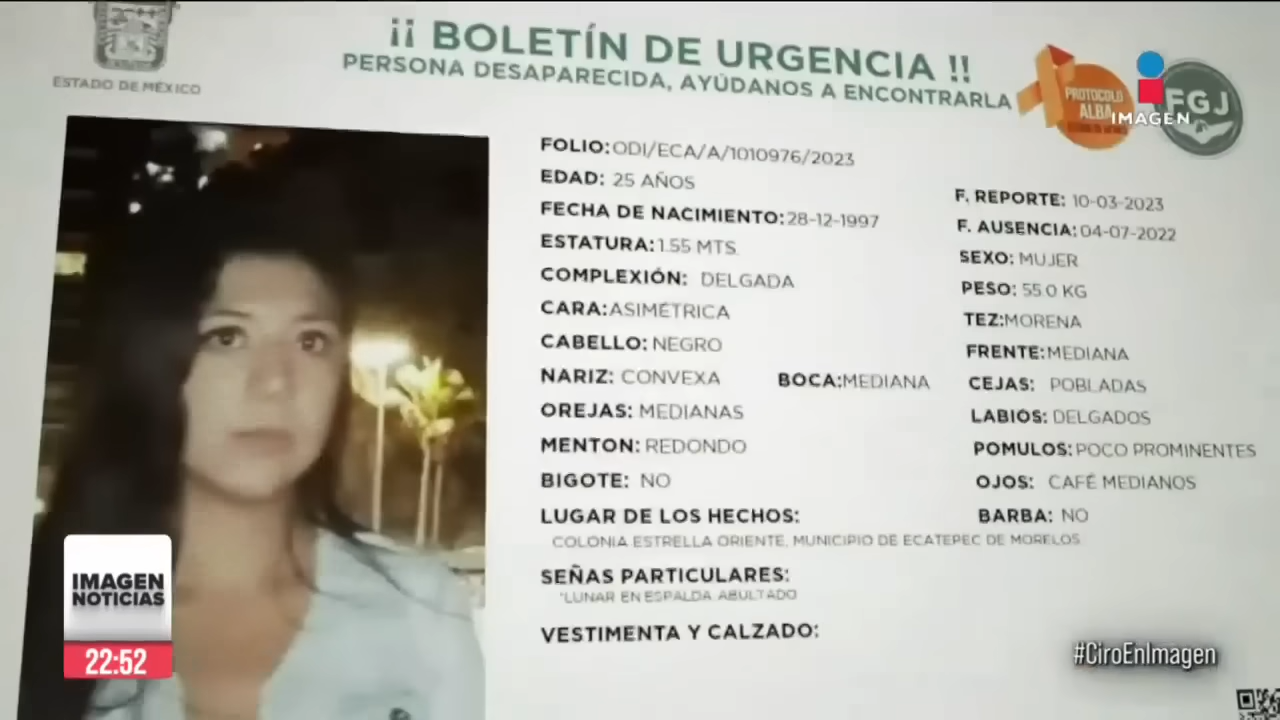 ¡¡ BOLETÍN DE URGENCIA !!
PERSONA DESAPARECIDA, AYÚDANOS A ENCONTRARLA
ESTADO DE MÉXICO
PROTOCOLO
ALBA
FGJ
IMAGEN
FOLIO:ODI/ECA/A/1010976/2023
EDAD: 25 AÑOS
F. REPORTE: 10-03-2023
FECHA DE NACIMIENTO:28-12-1997
F. AUSENCIA:04-07-2022
ESTATURA:1.55 MTS.
SEXO: MUJER
COMPLEXIÓN: DELGADA
PESO: 55.0 KG
CARA:ASIMÉTRICA
TEZ:MORENA
CABELLO: NEGRO
FRENTE:MEDIANA
NARIZ: CONVEXA BOCA:MEDIANA CEJAS: POBLADAS
OREJAS: MEDIANAS
LABIOS: DELGADOS
MENTON: REDONDO
POMULOS:POCO PROMINENTES
BIGOTE: NO
OJOS: CAFÉ MEDIANOS
LUGAR DE LOS HECHOS:
BARBA: NO
COLONIA ESTRELLA ORIENTE, MUNICIPIO DE ECATEPEC DE MORELOS
SEÑAS PARTICULARES:
*LUNAR EN ESPALDA ABULTADO
VESTIMENTA Y CALZADO:
IMAGEN
NOTICIAS
22:52
#CiroEnImagen